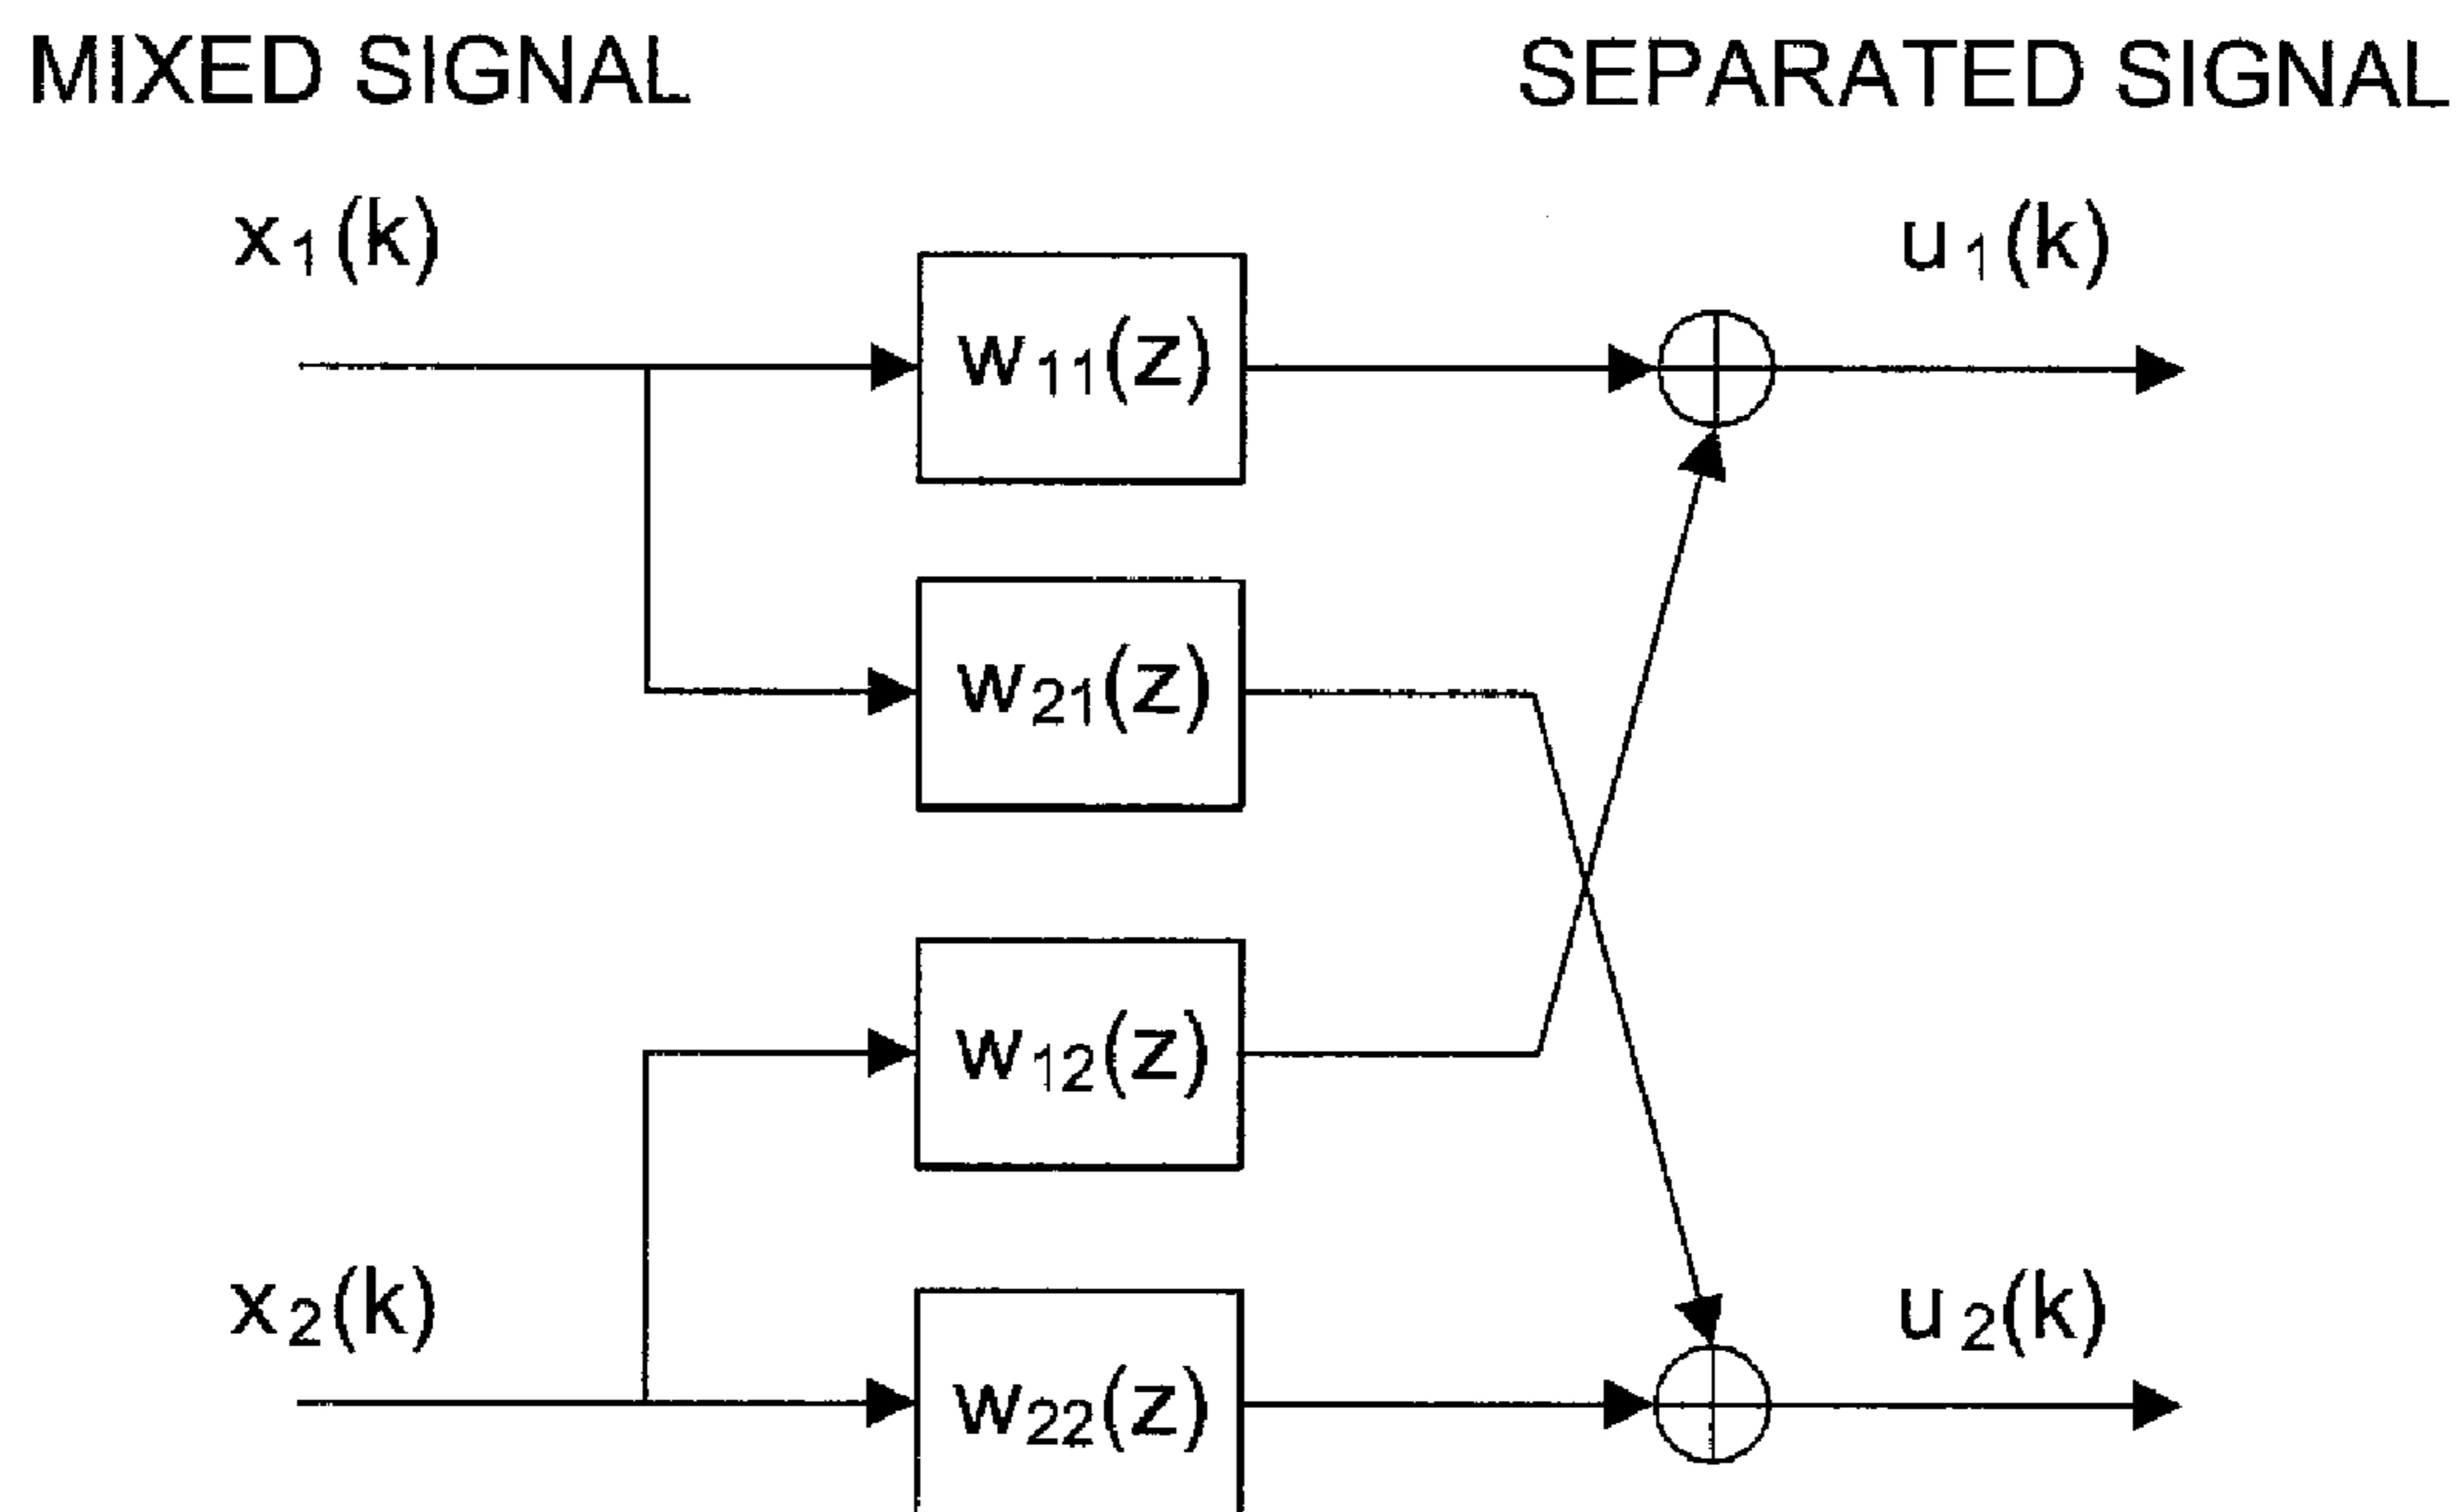 MIXED SIGNAL
SEPARATED SIGNAL
x1(k)
u1(k)
w11(z)
w21(z)
w12(z)
x2(k)
u2(k)
w22(z)